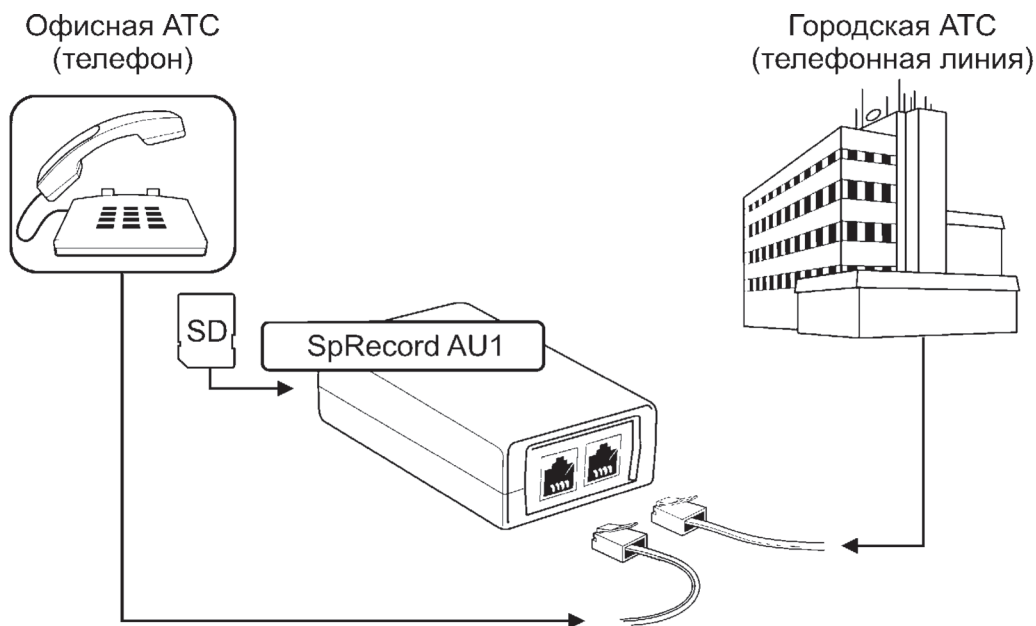 Офисная АТС
(телефон)
Городская АТС
(телефонная линия)
SD
SpRecord AU1